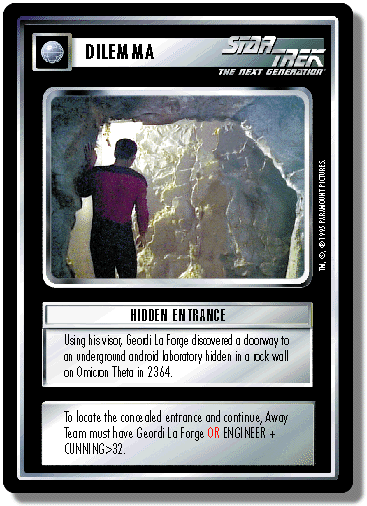 DILEMMA
STAR TREK
THE NEXT GENERATION®
TM, ©, ® 1995 PARAMOUNT PICTURES.
HIDDEN ENTRANCE
Using his visor, Geordi La Forge discovered a doorway to
an underground android laboratory hidden in a rock wall
on Omicron Theta in 2364.
To locate the concealed entrance and continue, Away
Team must have Geordi La Forge OR ENGINEER +
CUNNING>32.